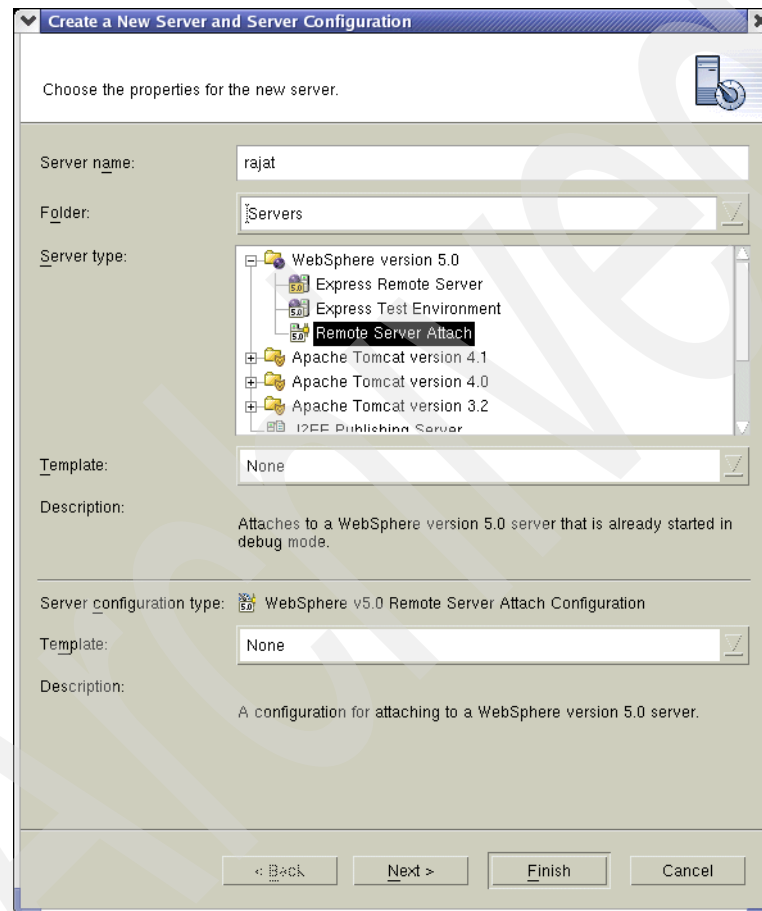 Create a New Server and Server Configuration
Choose the properties for the new server.
Server name: rajat
Folder: Servers
Server type: WebSphere version 5.0
Express Remote Server
Express Test Environment
Remote Server Attach
Apache Tomcat version 4.1
Apache Tomcat version 4.0
Apache Tomcat version 3.2
J2EE Publishing Server
Template: None
Description:
Attaches to a WebSphere version 5.0 server that is already started in
debug mode.
Server configuration type: WebSphere v5.0 Remote Server Attach Configuration
Template: None
Description:
A configuration for attaching to a WebSphere version 5.0 server.
< Back Next > Finish Cancel